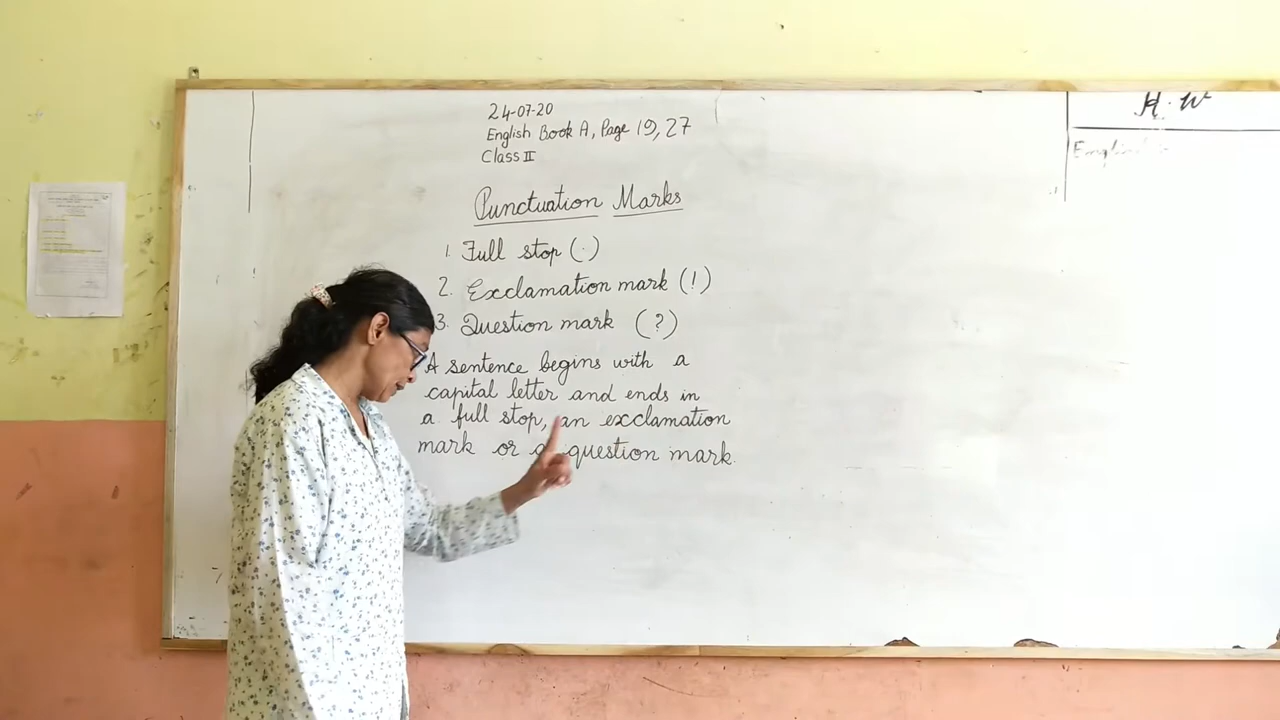 24-07-20
English Book A, Page 19, 27
Class II
Punctuation Marks
1. Full stop (.)
2. Exclamation mark (!)
3. Question mark (?)
A sentence begins with a
capital letter and ends in
a full stop, an exclamation
mark or a question mark.
H.W